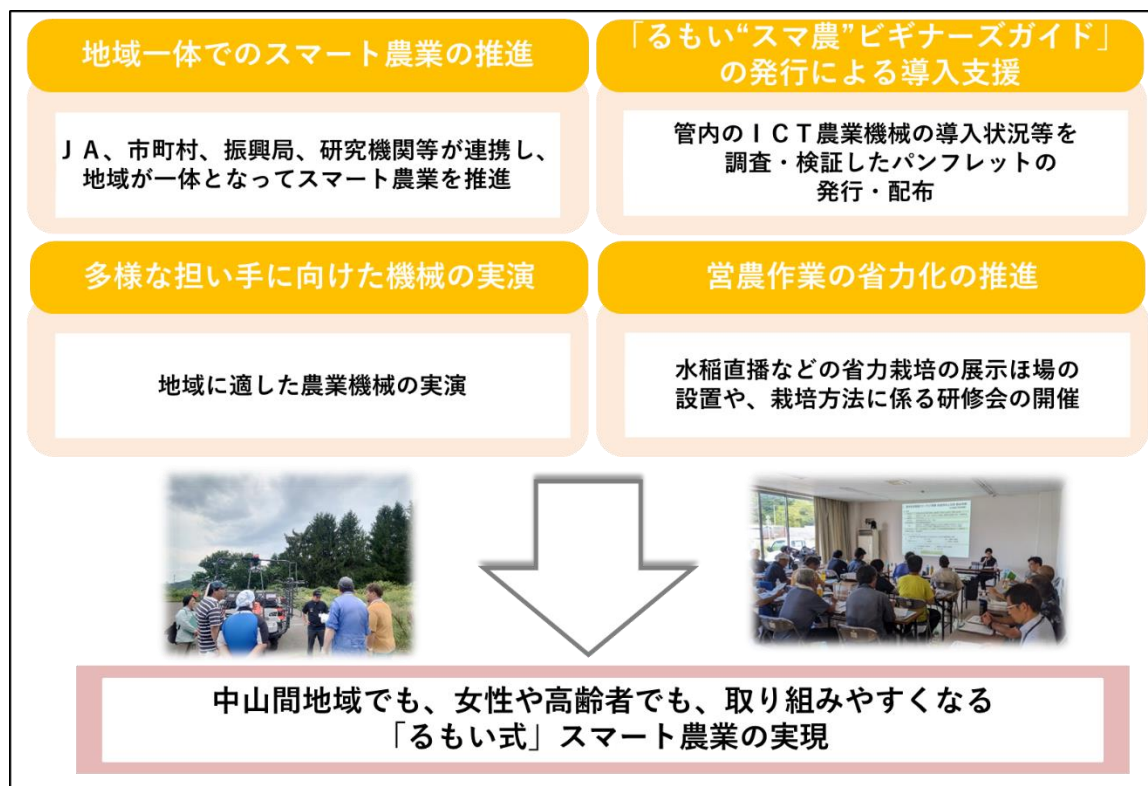 地域一体でのスマート農業の推進
ＪＡ、市町村、振興局、研究機関等が連携し、
地域が一体となってスマート農業を推進
「るもい“スマ農”ビギナーズガイド」
の発行による導入支援
管内のＩＣＴ農業機械の導入状況等を
調査・検証したパンフレットの
発行・配布
多様な担い手に向けた機械の実演
地域に適した農業機械の実演
営農作業の省力化の推進
水稲直播などの省力栽培の展示ほ場の
設置や、栽培方法に係る研修会の開催
中山間地域でも、女性や高齢者でも、取り組みやすくなる
「るもい式」スマート農業の実現